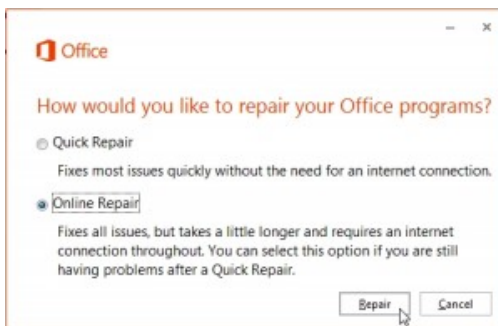 Office
How would you like to repair your Office programs?
Quick Repair
Fixes most issues quickly without the need for an internet connection.
Online Repair
Fixes all issues, but takes a little longer and requires an internet
connection throughout. You can select this option if you are still
having problems after a Quick Repair.
Repair Cancel